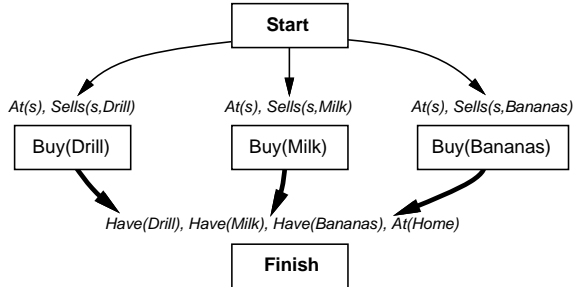 Start
At(s), Sells(s,Drill) At(s), Sells(s,Milk) At(s), Sells(s,Bananas)
Buy(Drill) Buy(Milk) Buy(Bananas)
Have(Drill), Have(Milk), Have(Bananas), At(Home)
Finish